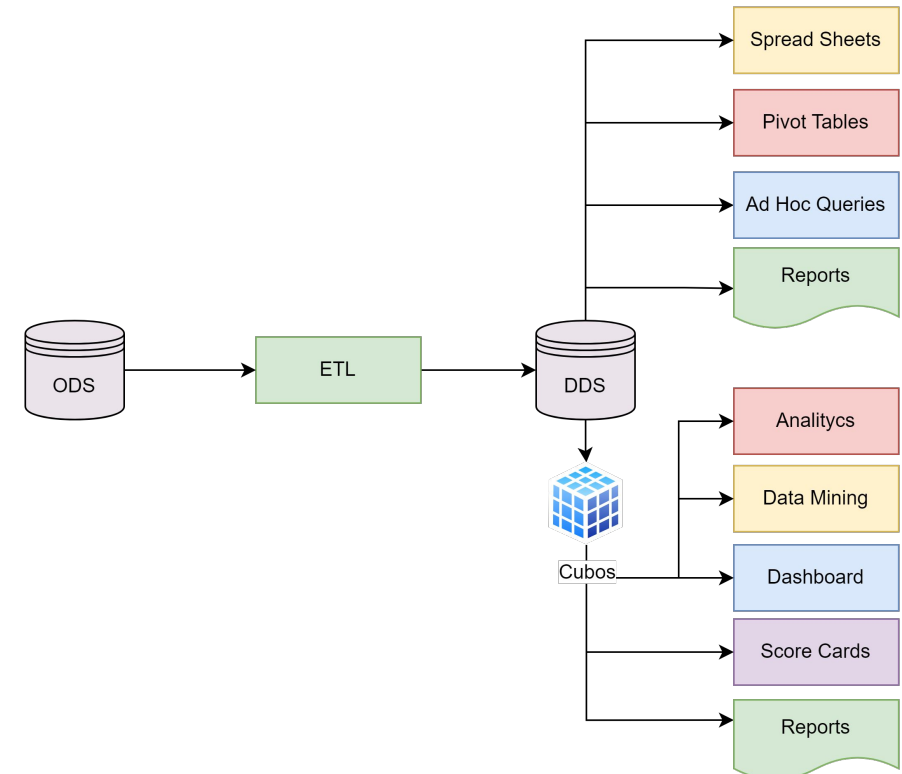 Spread Sheets
Pivot Tables
Ad Hoc Queries
Reports
ODS
ETL
DDS
Analitycs
Data Mining
Cubos
Dashboard
Score Cards
Reports